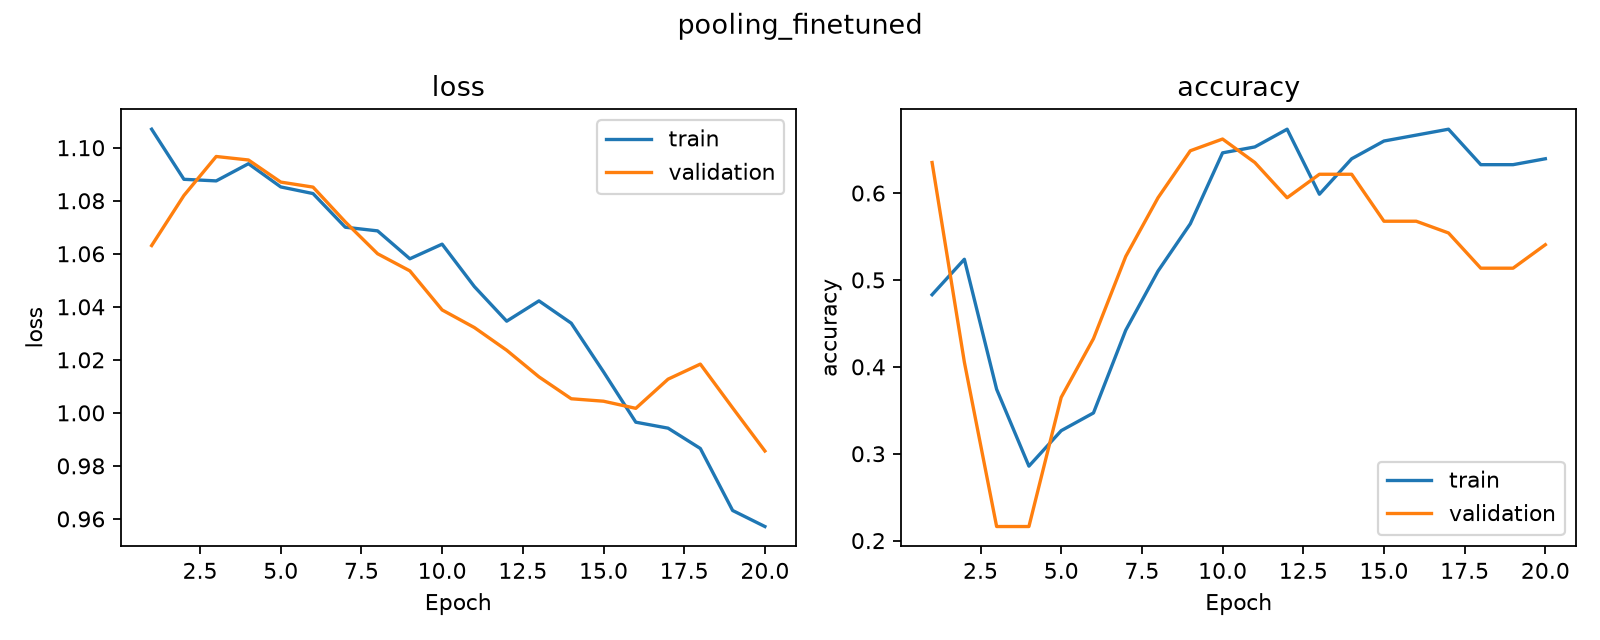 pooling_finetuned
loss
1.10
1.08
1.06
1.04
1.02
1.00
0.98
0.96
loss
train
validation
2.5 5.0 7.5 10.0 12.5 15.0 17.5 20.0
Epoch
accuracy
0.6
0.5
0.4
0.3
0.2
accuracy
train
validation
2.5 5.0 7.5 10.0 12.5 15.0 17.5 20.0
Epoch